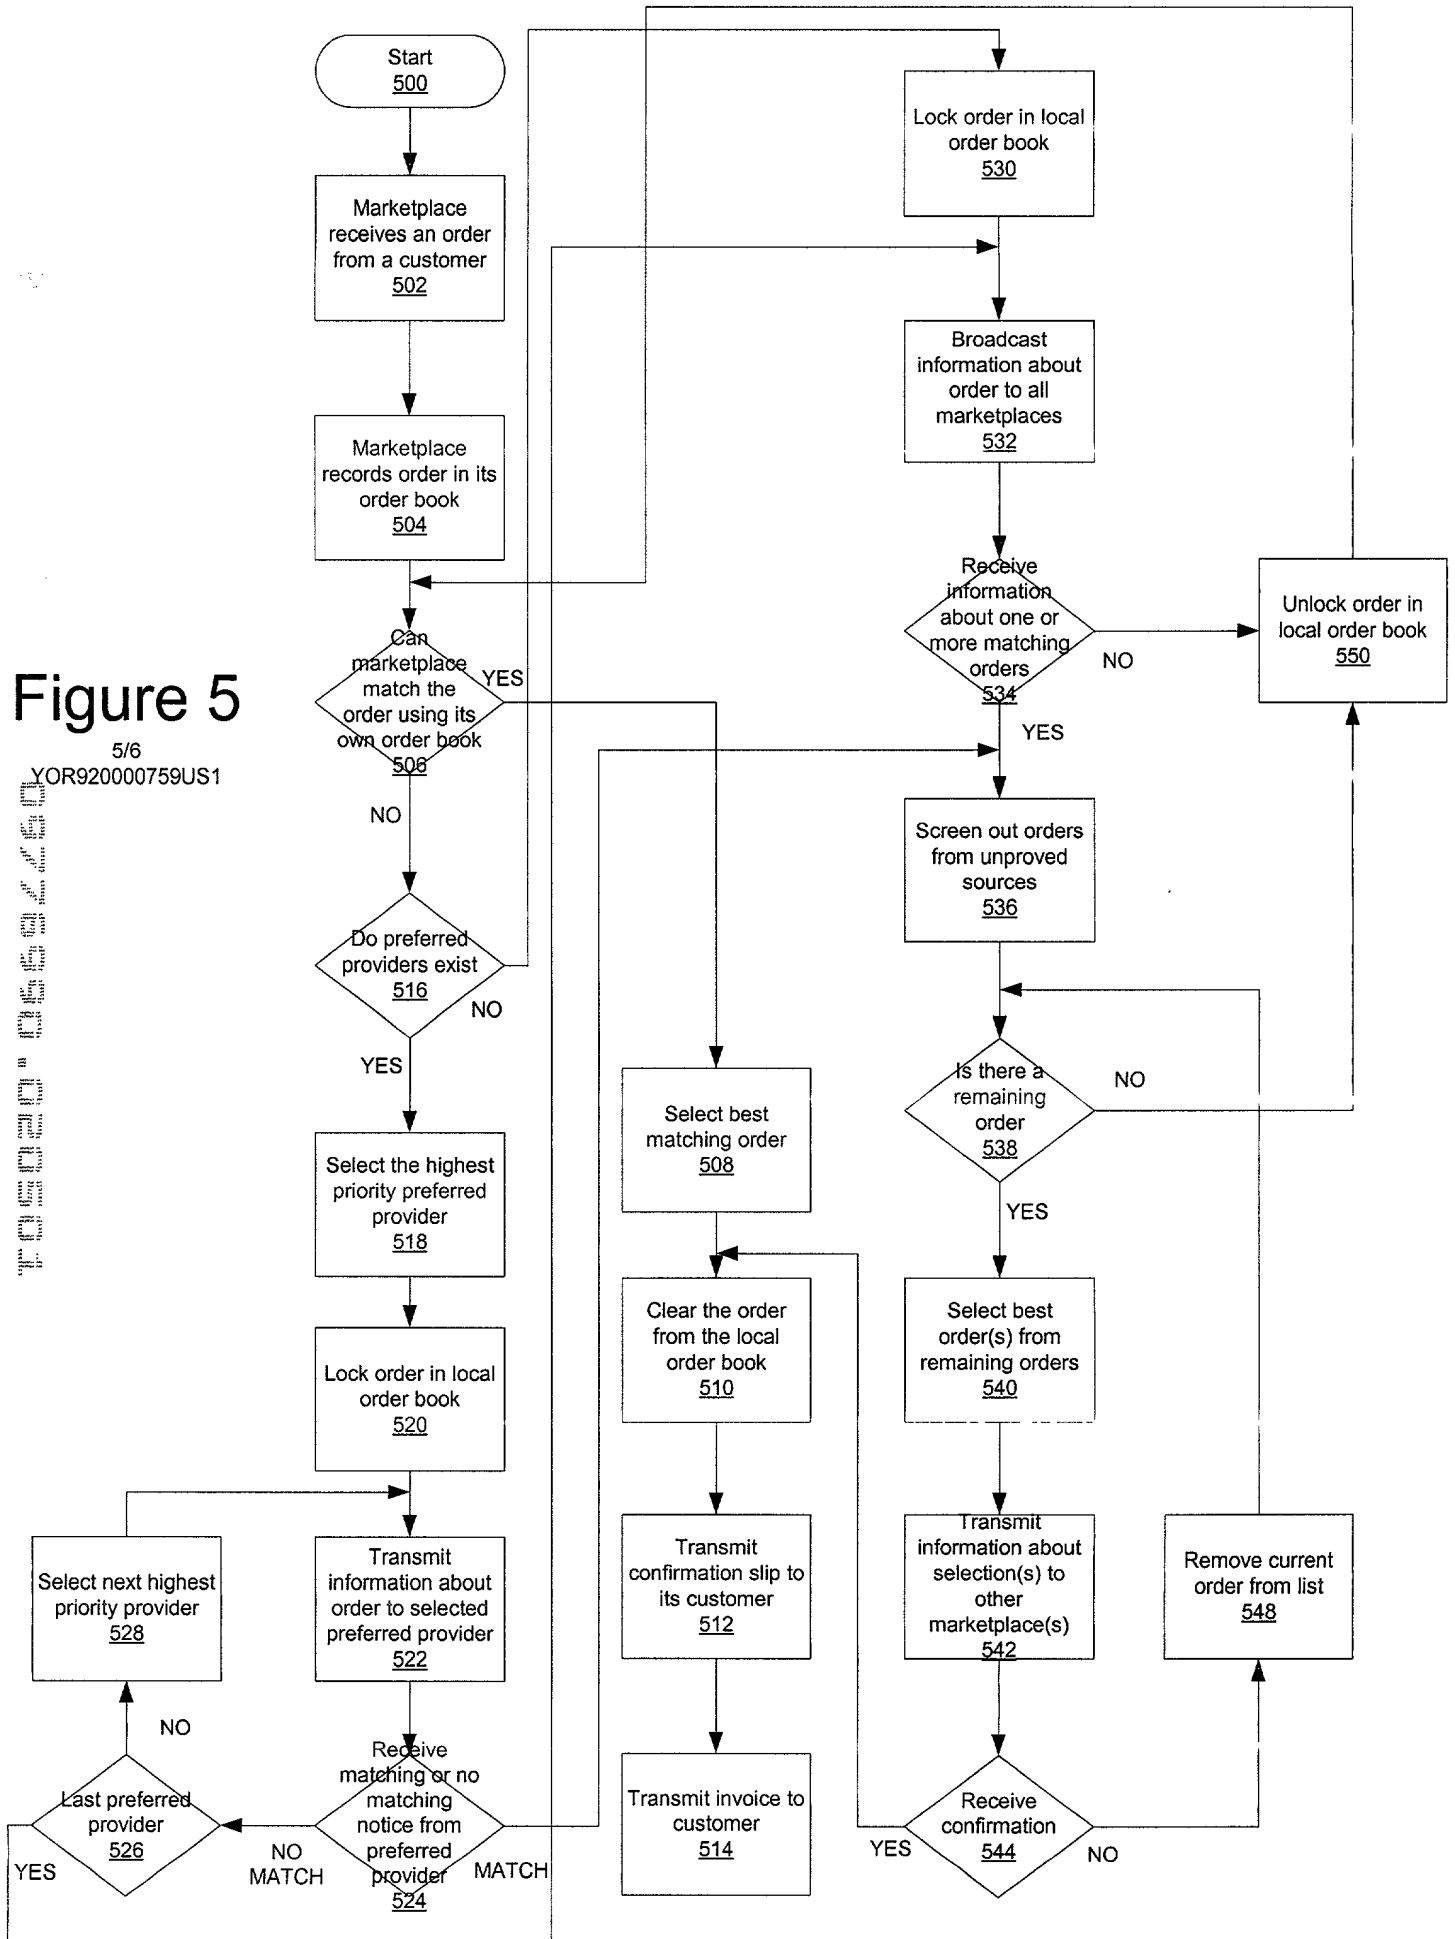 Start
500
Marketplace
receives an order
from a customer
502
Marketplace
records order in its
order book
504
Can
marketplace
match the
order using its
own order book
506
YES
NO
Figure 5
5/6
YOR920000759US1
Do preferred
providers exist
516
NO
YES
Select the highest
priority preferred
provider
518
Lock order in local
order book
520
Transmit
information about
order to selected
preferred provider
522
Receive
matching or no
matching
notice from
preferred
provider
524
NO
MATCH
MATCH
Last preferred
provider
526
YES
NO
Select next highest
priority provider
528
Select best
matching order
508
Clear the order
from the local
order book
510
Transmit
confirmation slip to
its customer
512
Transmit invoice to
customer
514
Lock order in local
order book
530
Broadcast
information about
order to all
marketplaces
532
Receive
information
about one or
more matching
orders
534
NO
YES
Unlock order in
local order book
550
Screen out orders
from unproved
sources
536
Is there a
remaining
order
538
NO
YES
Select best
order(s) from
remaining orders
540
Transmit
information about
selection(s) to
other
marketplace(s)
542
Receive
confirmation
544
YES
NO
Remove current
order from list
548